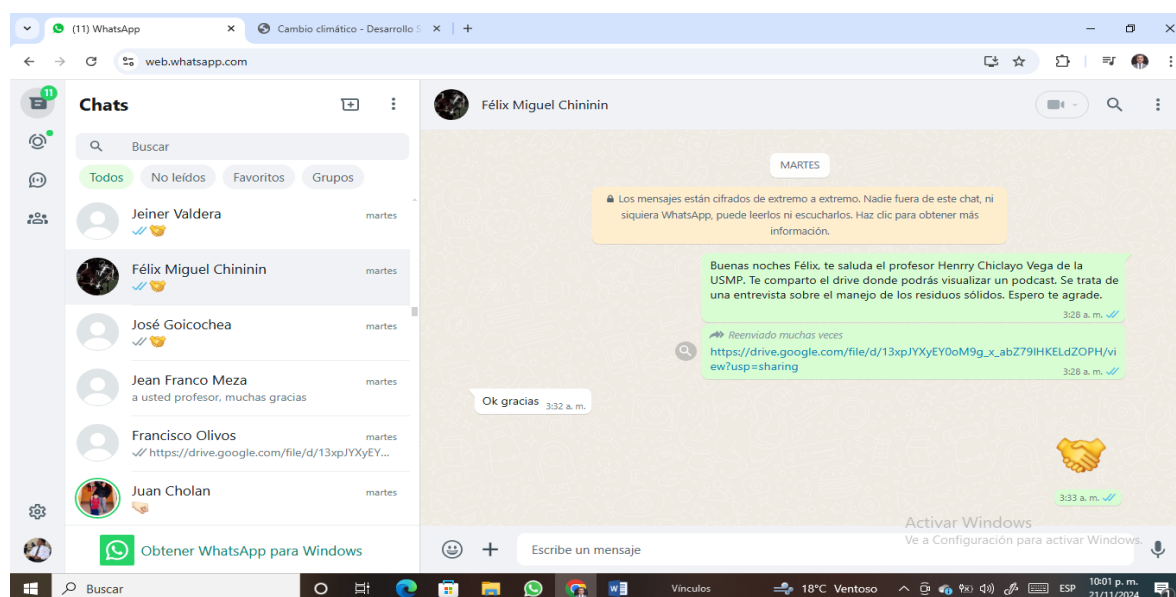 (11) WhatsApp
Cambio climático - Desarrollo S
web.whatsapp.com
11
Chats
Buscar
Todos
No leídos
Favoritos
Grupos
Jeiner Valdera
martes
Félix Miguel Chininin
martes
José Goicochea
martes
Jean Franco Meza
martes
a usted profesor, muchas gracias
Francisco Olivos
martes
https://drive.google.com/file/d/13xpJYXyEY...
Juan Cholan
martes
Obtener WhatsApp para Windows
Félix Miguel Chininin
MARTES
Los mensajes están cifrados de extremo a extremo. Nadie fuera de este chat, ni
siquiera WhatsApp, puede leerlos ni escucharlos. Haz clic para obtener más
información.
Buenas noches Félix, te saluda el profesor Henrry Chiclayo Vega de la
USMP. Te comparto el drive donde podrás visualizar un podcast. Se trata de
una entrevista sobre el manejo de los residuos sólidos. Espero te agrade.
3:28 a. m.
Reenviado muchas veces
https://drive.google.com/file/d/13xpJYXyEY0oM9g_x_abZ79IHKELdZOPH/vi
ew?usp=sharing
3:28 a. m.
Ok gracias
3:32 a. m.
3:33 a. m.
Activar Windows
Ve a Configuración para activar Windows.
Escribe un mensaje
Buscar
Vínculos
18°C Ventoso
ESP
10:01 p. m.
21/11/2024